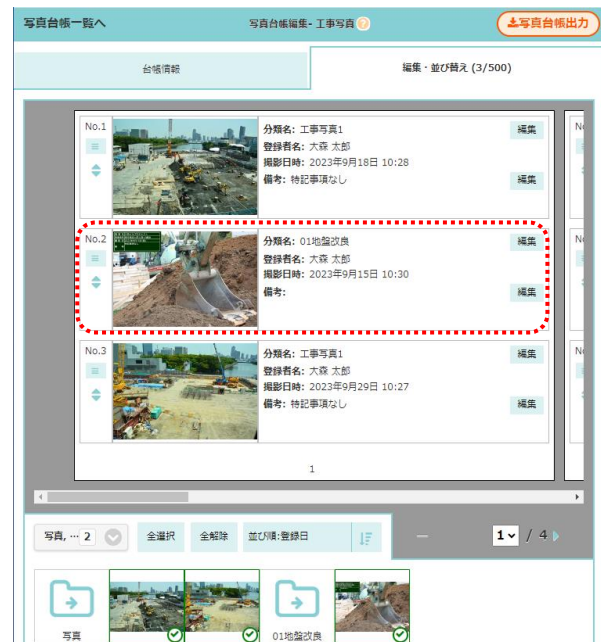 写真台帳一覧へ
写真台帳編集- 工事写真 ?
写真台帳出力
台帳情報
編集・並び替え (3/500)
No.1
分類名: 工事写真1
編集
登録者名: 大森 太郎
撮影日時: 2023年9月18日 10:28
備考: 特記事項なし
編集
No.2
分類名: 01地盤改良
編集
登録者名: 大森 太郎
撮影日時: 2023年9月15日 10:30
備考:
編集
No.3
分類名: 工事写真1
編集
登録者名: 大森 太郎
撮影日時: 2023年9月29日 10:27
備考: 特記事項なし
編集
1
写真, … 2
全選択
全解除
並び順:登録日
1 / 4
写真
01地盤改良